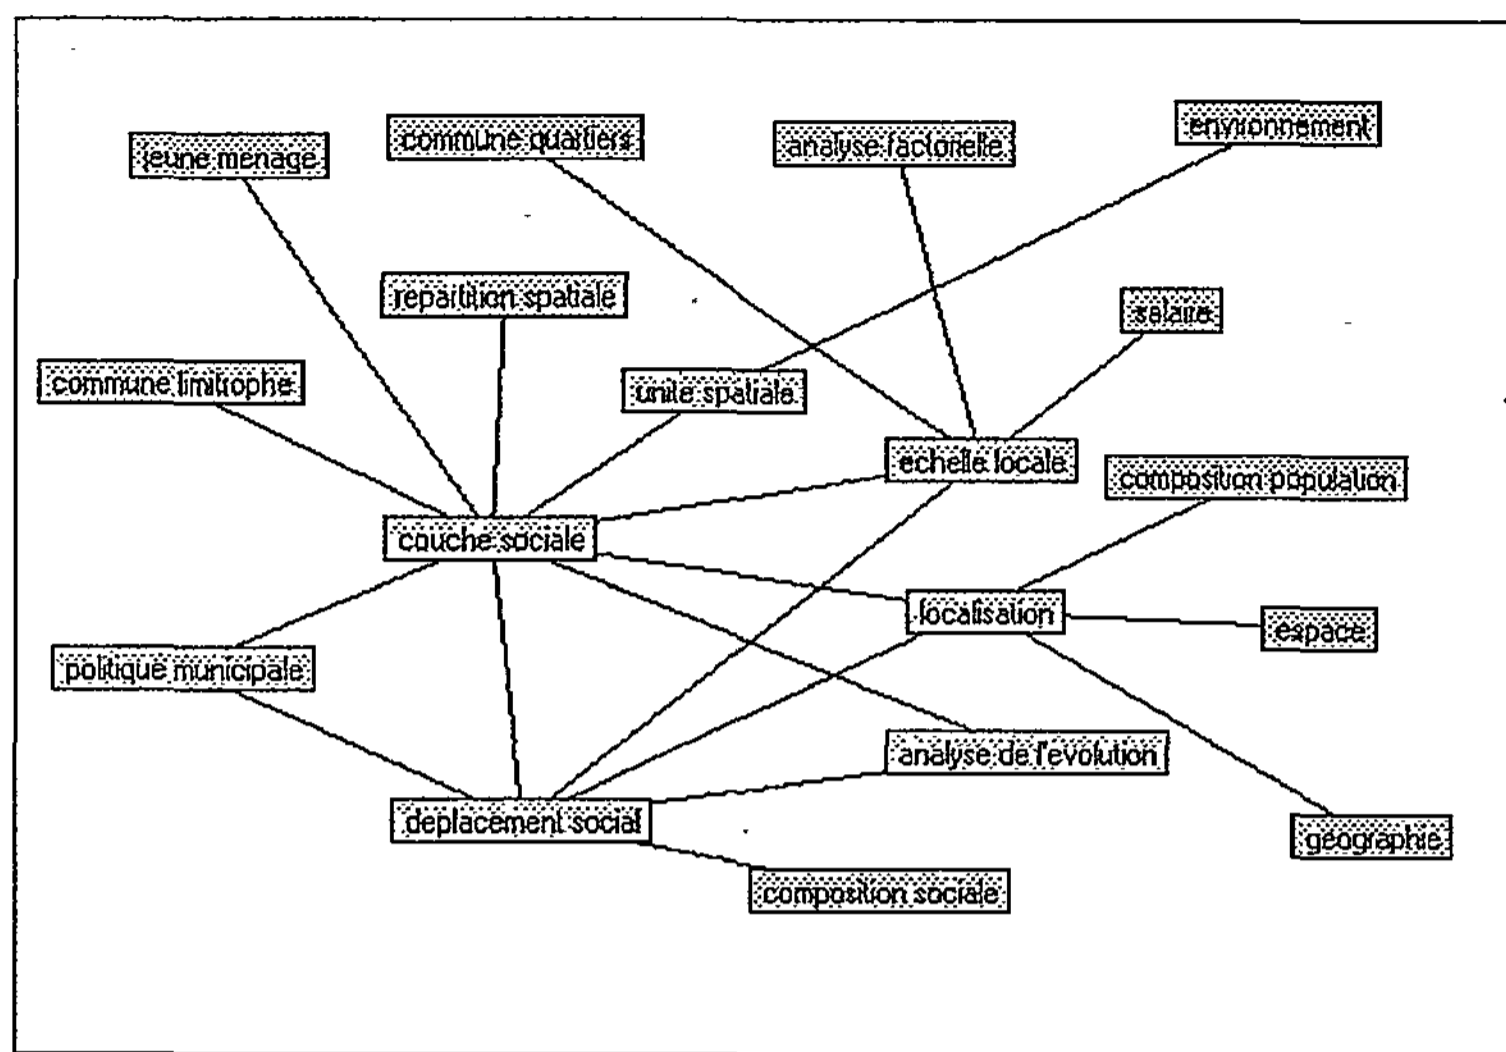 environnement
commune quartiers
analyse factorielle
jeune menage
repartition spatiale
salaire
commune limitrophe
unite spatiale
echelle locale
composition population
couche sociale
localisation
espace
politique municipale
analyse de l'evolution
deplacement social
geographie
composition sociale